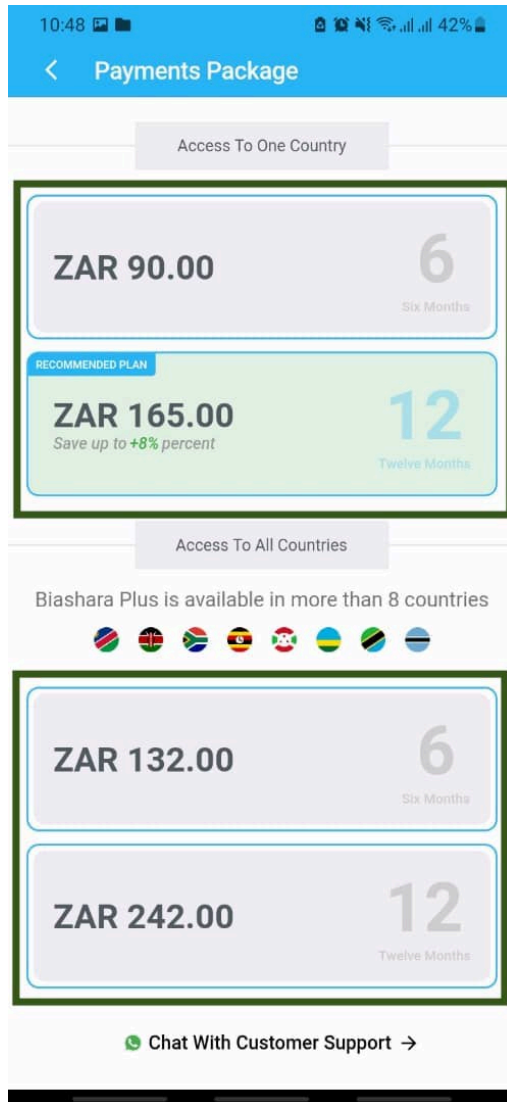 10:48 42%
Payments Package
Access To One Country
ZAR 90.00 6
Six Months
RECOMMENDED PLAN
ZAR 165.00 12
Save up to +8% percent
Twelve Months
Access To All Countries
Biashara Plus is available in more than 8 countries
ZAR 132.00 6
Six Months
ZAR 242.00 12
Twelve Months
Chat With Customer Support →